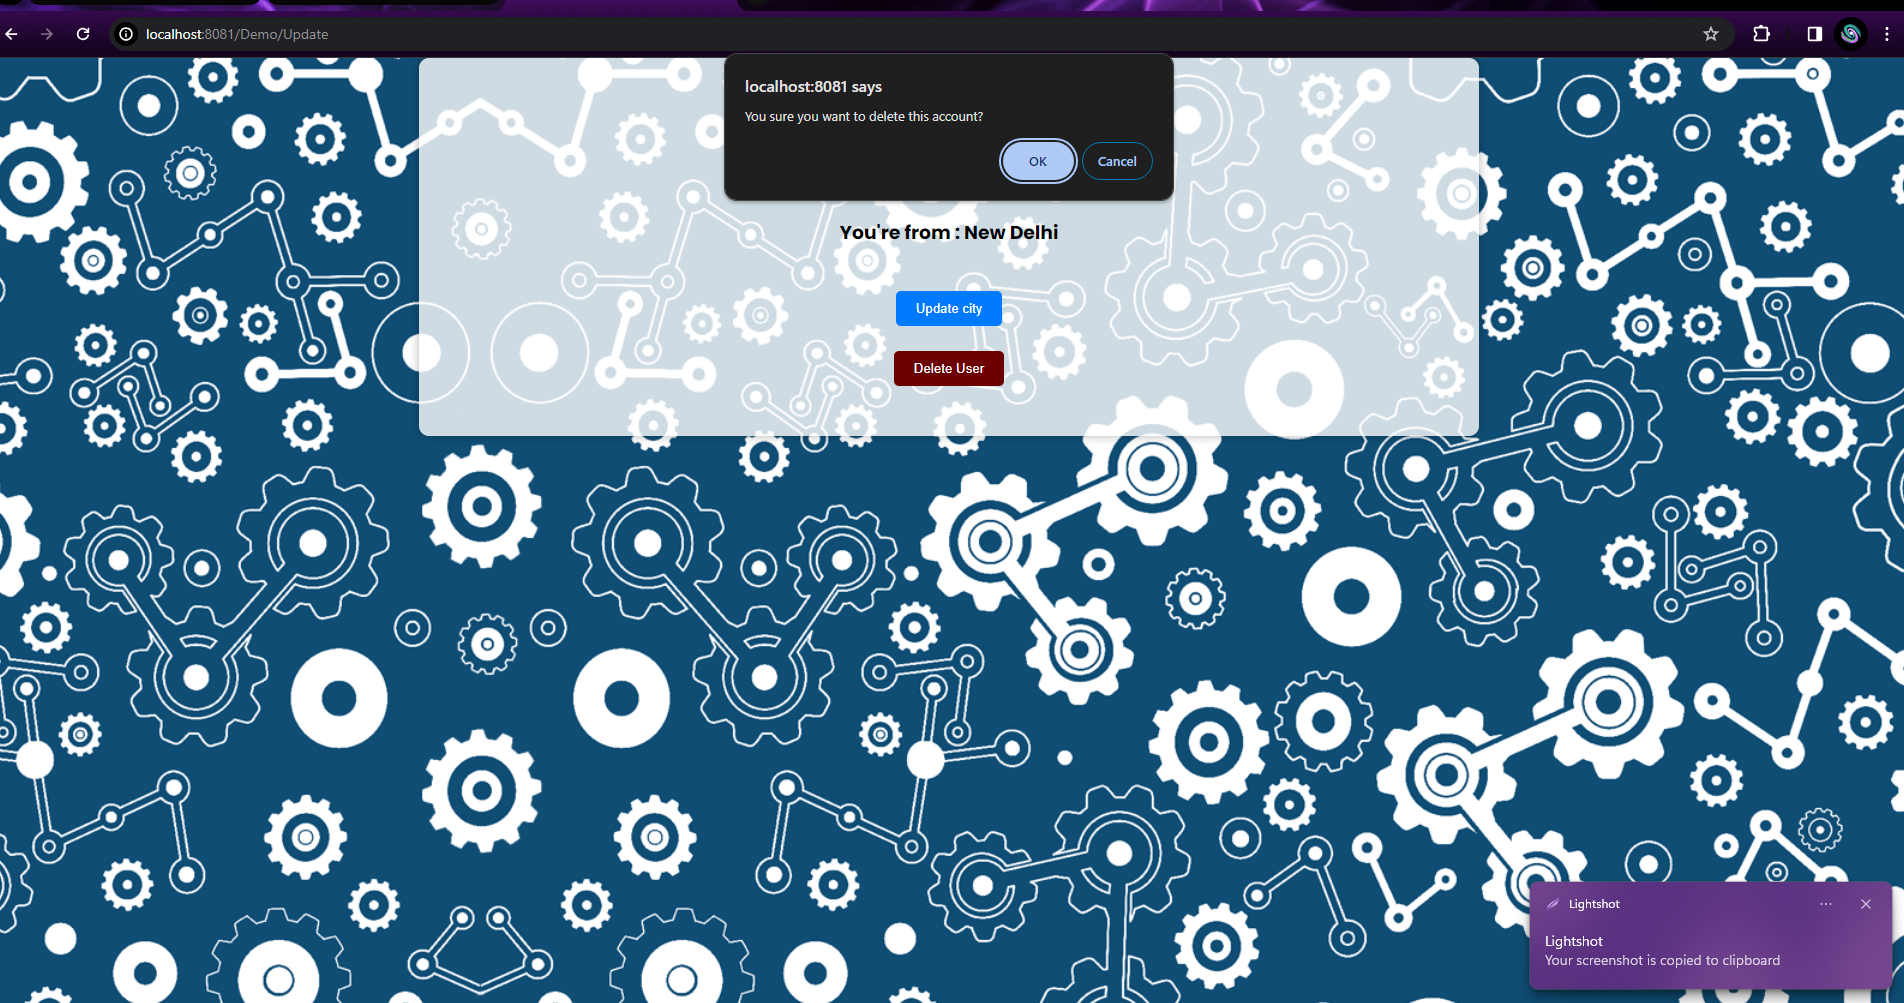 localhost:8081/Demo/Update
localhost:8081 says
You sure you want to delete this account?
OK
Cancel
You're from : New Delhi
Update city
Delete User
Lightshot
Lightshot
Your screenshot is copied to clipboard